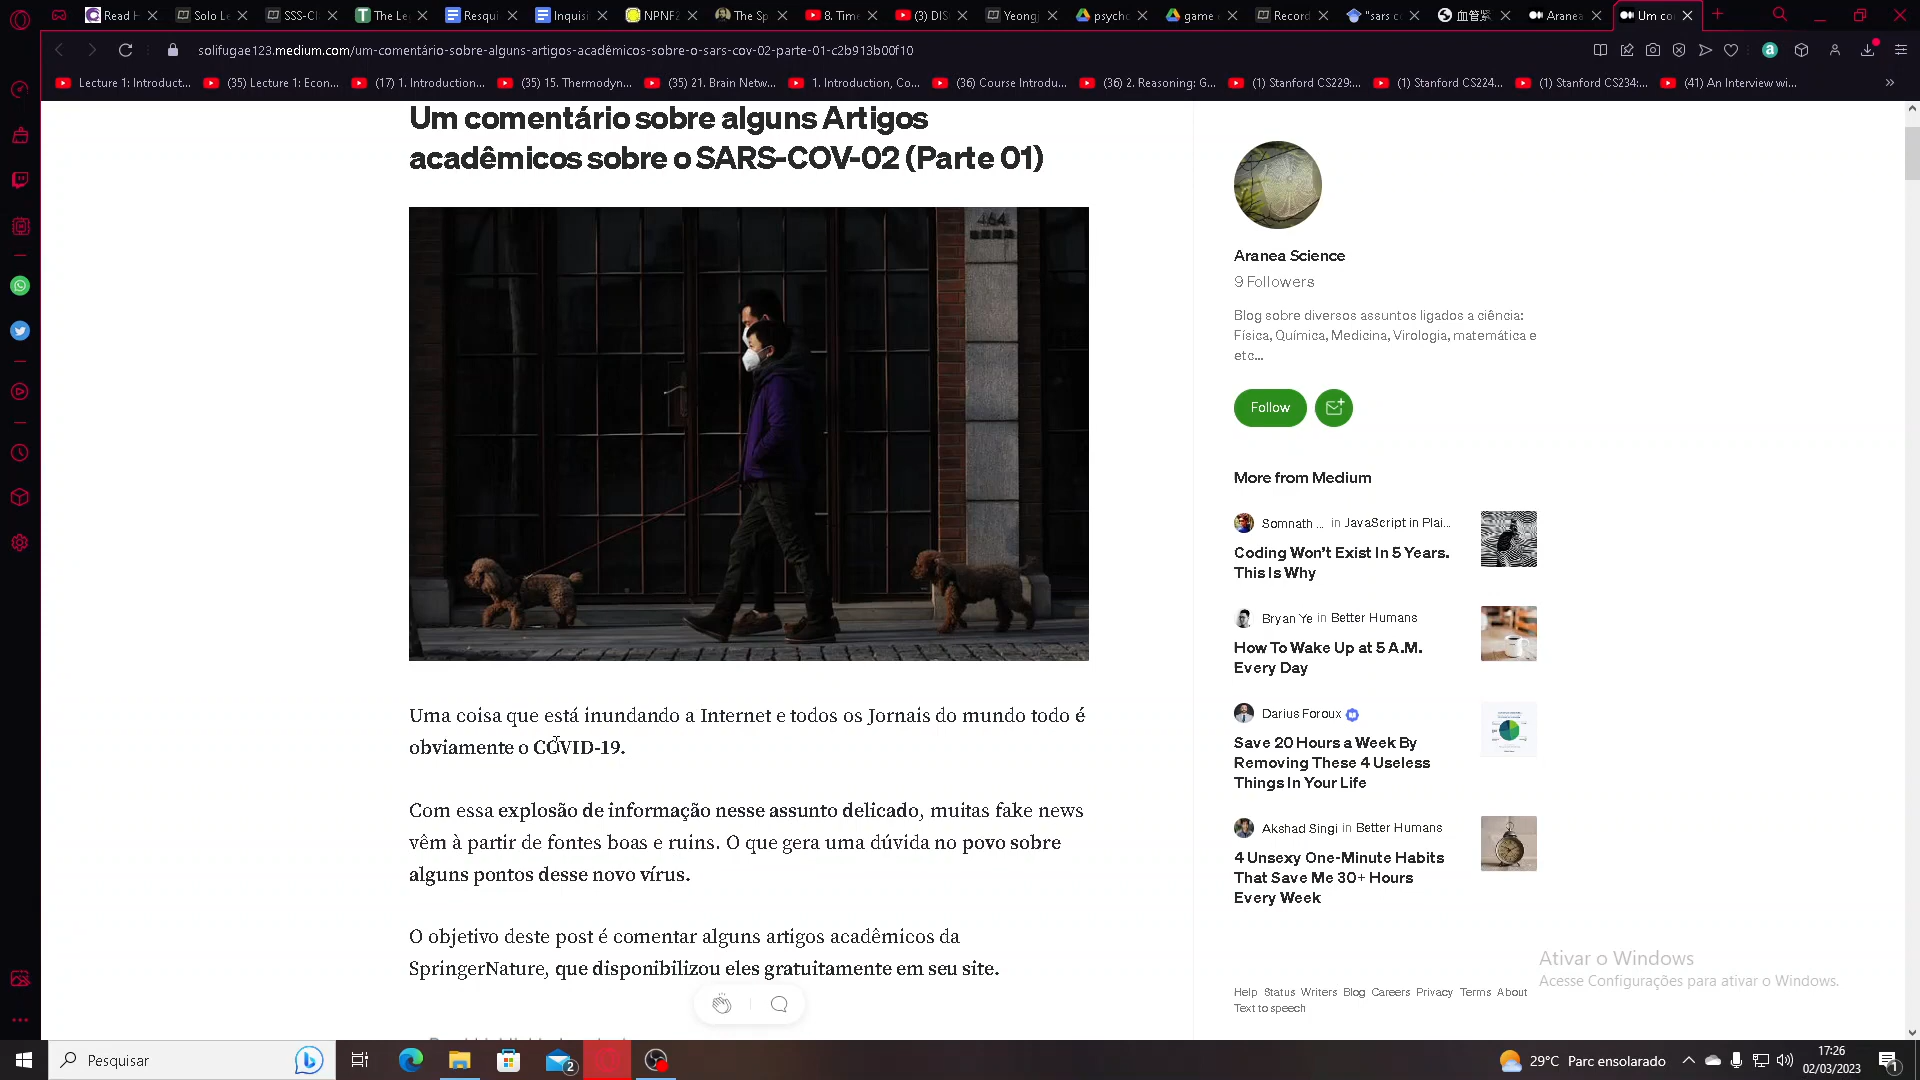 Read H
Solo Le
SSS-Cl
The Le
Resqui
Inquisi
NPNF2
The Sp
8. Time
(3) DIS
Yeongj
psycho
game
Record
"sars c
血管紧
Aranea
Um co
solifugae123.medium.com/um-comentário-sobre-alguns-artigos-acadêmicos-sobre-o-sars-cov-02-parte-01-c2b913b00f10
Lecture 1: Introduct...
(35) Lecture 1: Econ...
(17) 1. Introduction...
(35) 15. Thermodyn...
(35) 21. Brain Netw...
1. Introduction, Co...
(36) Course Introdu...
(36) 2. Reasoning: G...
(1) Stanford CS229:...
(1) Stanford CS224...
(1) Stanford CS234:...
(41) An Interview wi...
Um comentário sobre alguns Artigos
acadêmicos sobre o SARS-COV-02 (Parte 01)
464
Uma coisa que está inundando a Internet e todos os Jornais do mundo todo é
obviamente o COVID-19.
Com essa explosão de informação nesse assunto delicado, muitas fake news
vêm à partir de fontes boas e ruins. O que gera uma dúvida no povo sobre
alguns pontos desse novo vírus.
O objetivo deste post é comentar alguns artigos acadêmicos da
SpringerNature, que disponibilizou eles gratuitamente em seu site.
Aranea Science
9 Followers
Blog sobre diversos assuntos ligados a ciência:
Física, Química, Medicina, Virologia, matemática e
etc...
Follow
More from Medium
Somnath ... in JavaScript in Plai...
Coding Won't Exist In 5 Years.
This Is Why
Bryan Ye in Better Humans
How To Wake Up at 5 A.M.
Every Day
Darius Foroux
Save 20 Hours a Week By
Removing These 4 Useless
Things In Your Life
Akshad Singi in Better Humans
4 Unsexy One-Minute Habits
That Save Me 30+ Hours
Every Week
Help Status Writers Blog Careers Privacy Terms About
Text to speech
Ativar o Windows
Acesse Configurações para ativar o Windows.
Pesquisar
2
29°C Parc ensolarado
17:26
02/03/2023
1